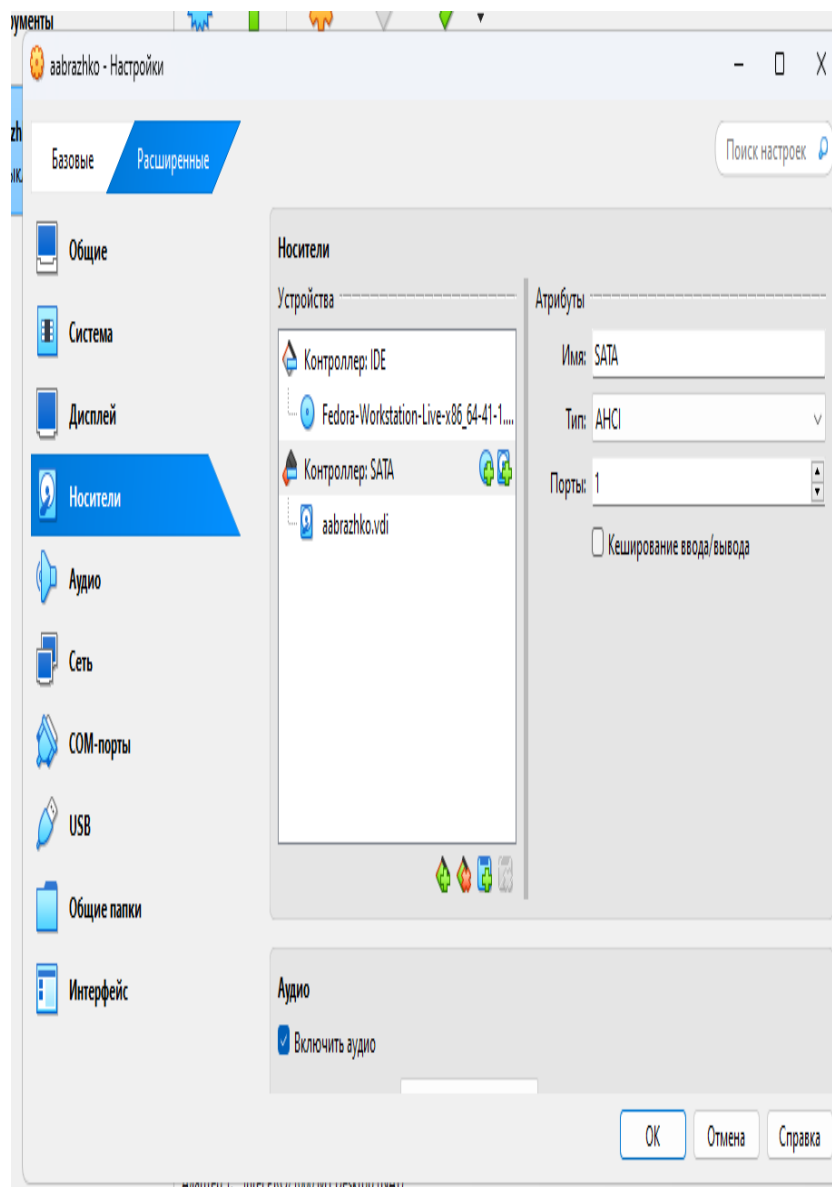 aabrazhko - Настройки
Базовые
Расширенные
Поиск настроек
Общие
Система
Дисплей
Носители
Аудио
Сеть
COM-порты
USB
Общие папки
Интерфейс
Носители
Устройства
Контроллер: IDE
Fedora-Workstation-Live-x86_64-41-1....
Контроллер: SATA
aabrazhko.vdi
Атрибуты
Имя: SATA
Тип: AHCI
Порты: 1
Кеширование ввода/вывода
Аудио
Включить аудио
OK
Отмена
Справка